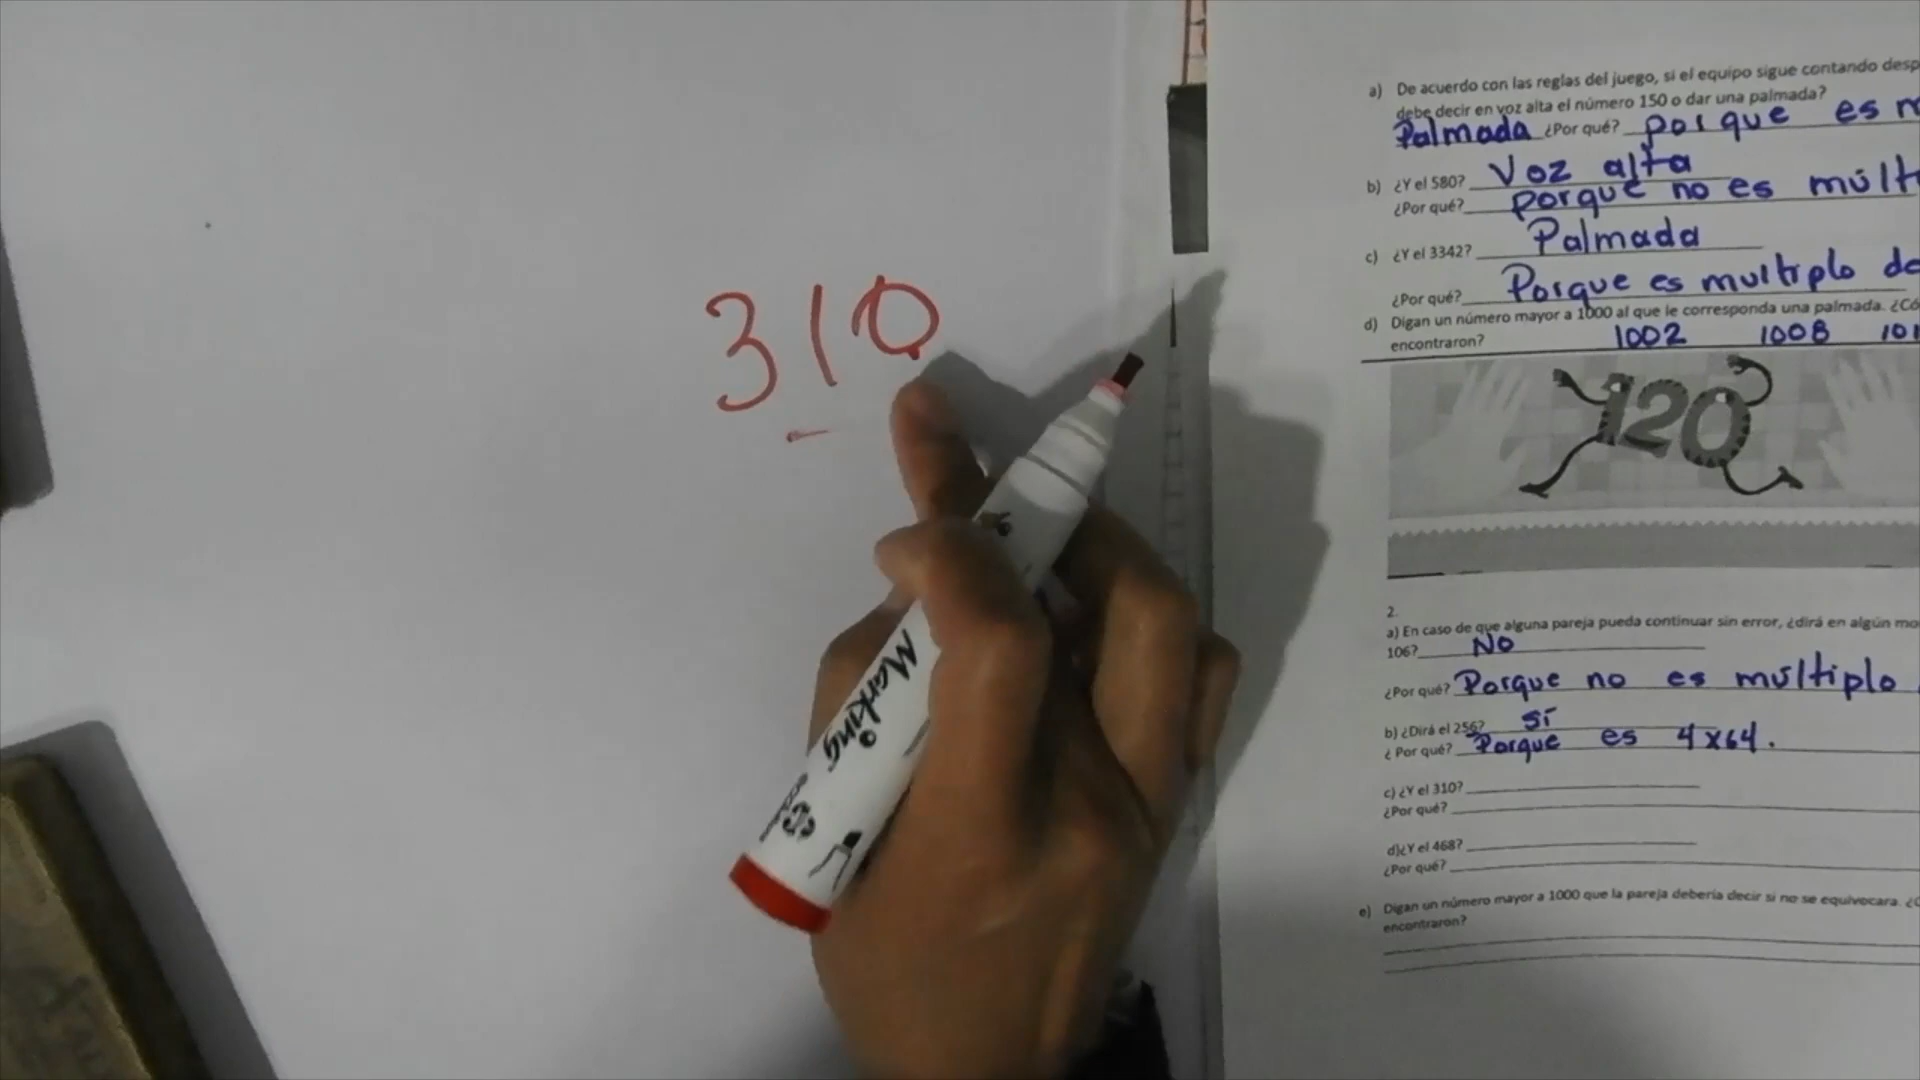 310
Marking
a) De acuerdo con las reglas del juego, si el equipo sigue contando
debe decir en voz alta el número 150 o dar una palmada?
Palmada ¿Por qué? porque es
b) ¿Y el 580? Voz alta
¿Por qué? porque no es
c) ¿Y el 3342? Palmada
¿Por qué? Porque es multiplo de
d) Digan un número mayor a 1000 al que le corresponda una palmada.
encontraron? 1002 1008
120
2.
a) En caso de que alguna pareja pueda continuar sin error, ¿dirá en algún
106? No
¿Por qué? Porque no es múltiplo
b) ¿Dirá el 256? sí
¿Por qué? Porque es 4x64.
c) ¿Y el 310?
¿Por qué?
d)¿Y el 468?
¿Por qué?
e) Digan un número mayor a 1000 que la pareja debería decir si no se equivocara.
encontraron?